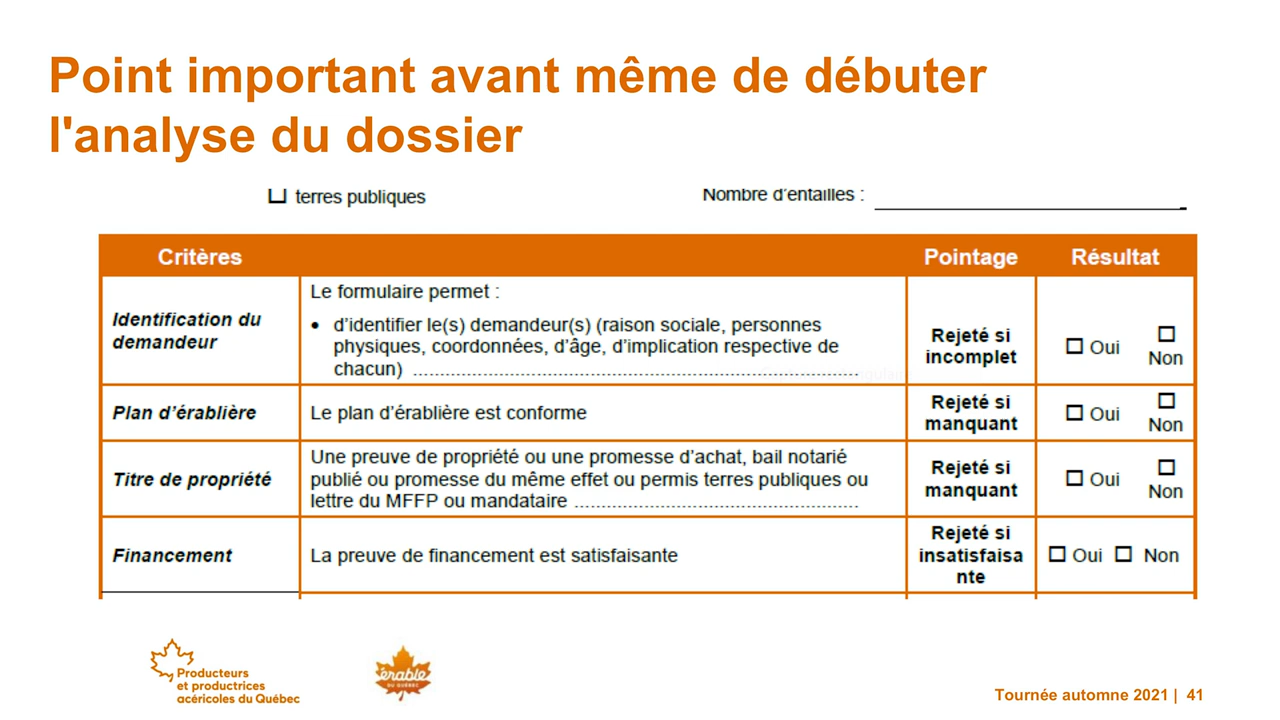 Point important avant même de débuter
l'analyse du dossier
terres publiques
Nombre d'entailles :
Critères
Pointage
Résultat
Identification du
demandeur
Le formulaire permet :
• d'identifier le(s) demandeur(s) (raison sociale, personnes
physiques, coordonnées, d'âge, d'implication respective de
chacun) ................................................................................
Rejeté si
incomplet
☐ Oui
☐
Non
Plan d'érablière
Le plan d'érablière est conforme
Rejeté si
manquant
☐ Oui
☐
Non
Titre de propriété
Une preuve de propriété ou une promesse d'achat, bail notarié
publié ou promesse du même effet ou permis terres publiques ou
lettre du MFFP ou mandataire ....................................................
Rejeté si
manquant
☐ Oui
☐
Non
Financement
La preuve de financement est satisfaisante
Rejeté si
insatisfaisa
nte
☐ Oui ☐ Non
Producteurs
et productrices
acéricoles du Québec
érable
DU QUÉBEC
Tournée automne 2021 | 41